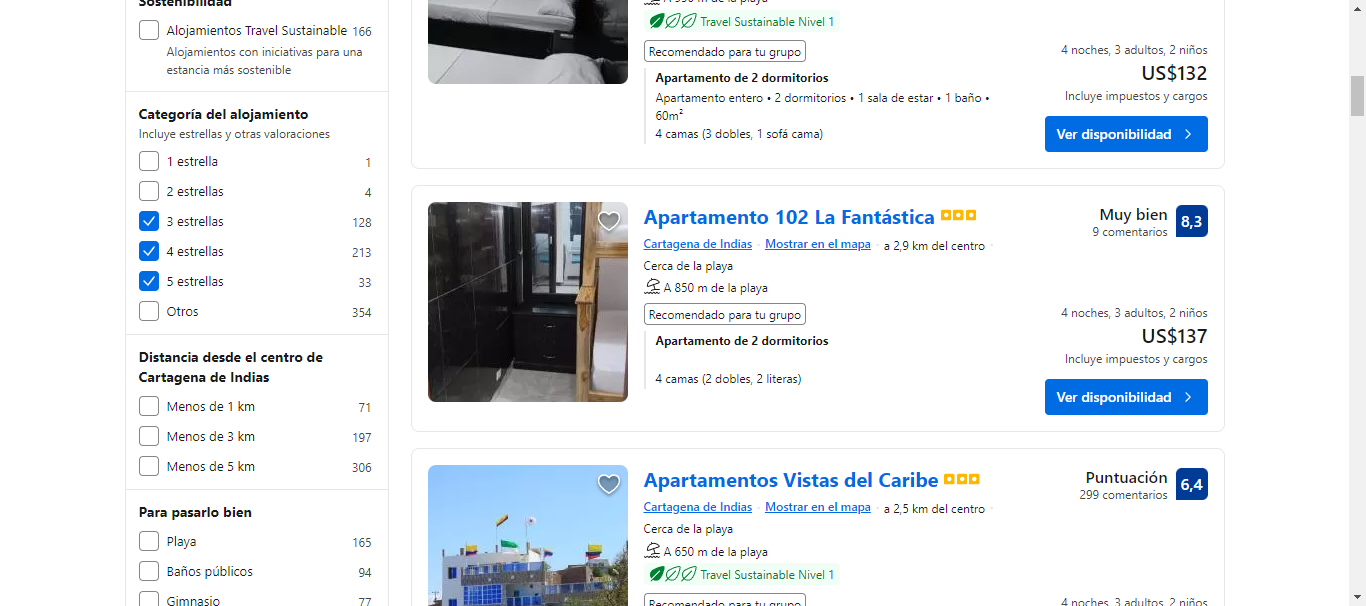 Sostenibilidad
Alojamientos Travel Sustainable 166
Alojamientos con iniciativas para una
estancia más sostenible
Categoría del alojamiento
Incluye estrellas y otras valoraciones
1 estrella 1
2 estrellas 4
3 estrellas 128
4 estrellas 213
5 estrellas 33
Otros 354
Distancia desde el centro de
Cartagena de Indias
Menos de 1 km 71
Menos de 3 km 197
Menos de 5 km 306
Para pasarlo bien
Playa 165
Baños públicos 94
Gimnasio 77
Travel Sustainable Nivel 1
Recomendado para tu grupo
Apartamento de 2 dormitorios
Apartamento entero • 2 dormitorios • 1 sala de estar • 1 baño •
60m²
4 camas (3 dobles, 1 sofá cama)
4 noches, 3 adultos, 2 niños
US$132
Incluye impuestos y cargos
Ver disponibilidad
Apartamento 102 La Fantástica
Cartagena de Indias · Mostrar en el mapa · a 2,9 km del centro ·
Cerca de la playa
A 850 m de la playa
Recomendado para tu grupo
Apartamento de 2 dormitorios
4 camas (2 dobles, 2 literas)
Muy bien 8,3
9 comentarios
4 noches, 3 adultos, 2 niños
US$137
Incluye impuestos y cargos
Ver disponibilidad
Apartamentos Vistas del Caribe
Cartagena de Indias · Mostrar en el mapa · a 2,5 km del centro ·
Cerca de la playa
A 650 m de la playa
Travel Sustainable Nivel 1
Recomendado para tu grupo
Puntuación 6,4
299 comentarios
4 noches, 3 adultos, 2 niños